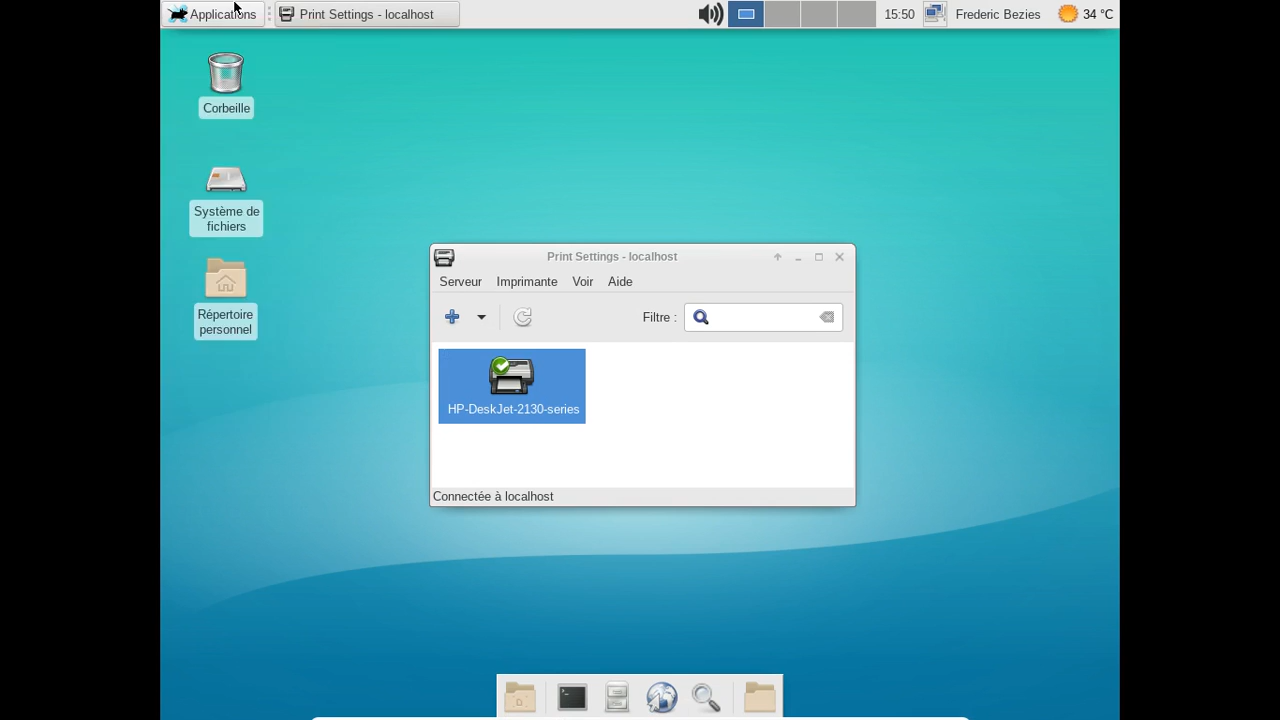 Applications
Print Settings - localhost
15:50
Frederic Bezies
34 °C
Corbeille
Système de
fichiers
Répertoire
personnel
Print Settings - localhost
Serveur Imprimante Voir Aide
Filtre :
HP-DeskJet-2130-series
Connectée à localhost